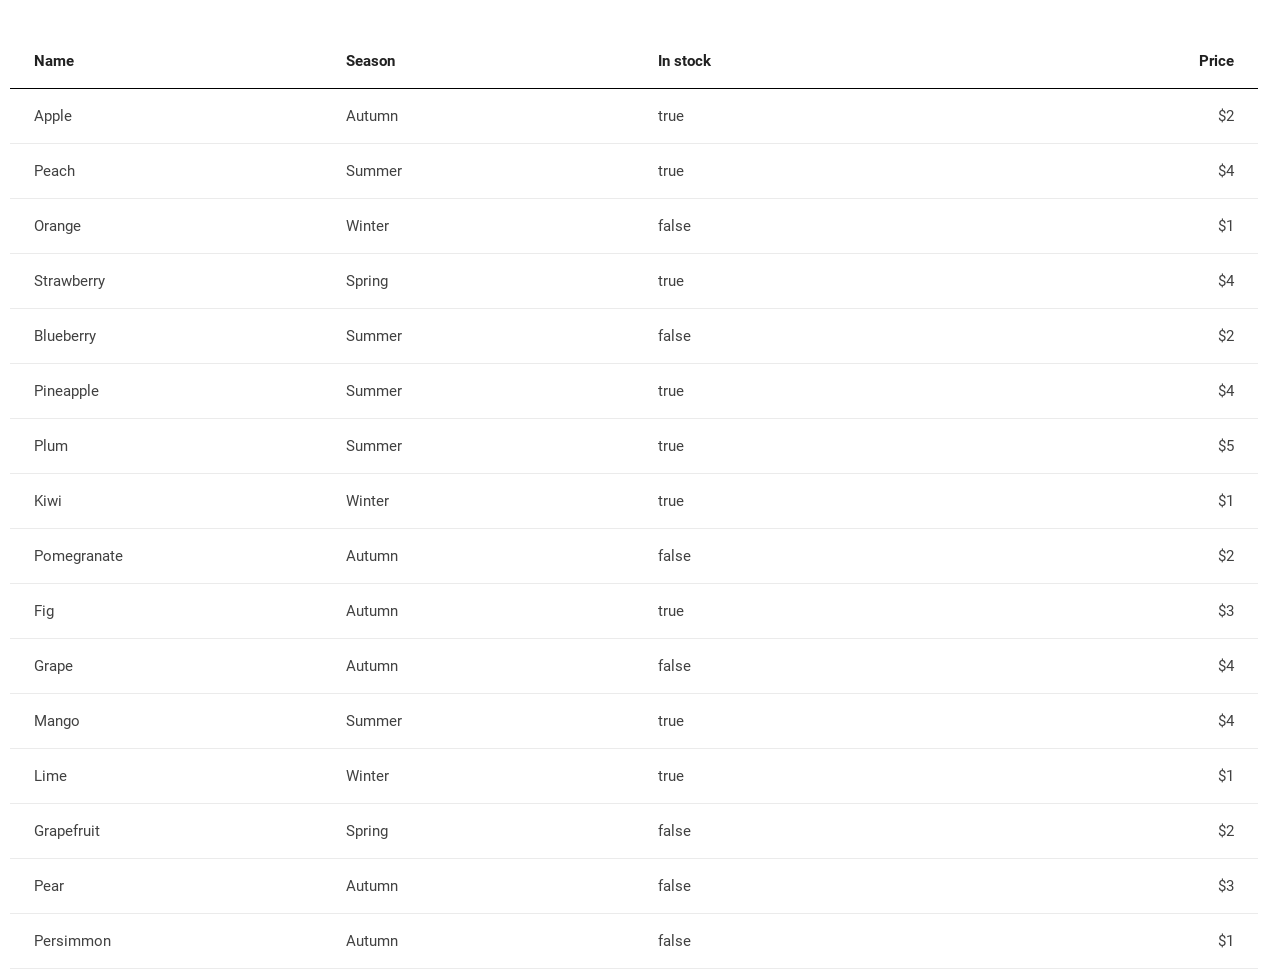 Name Season In stock Price
Apple Autumn true $2
Peach Summer true $4
Orange Winter false $1
Strawberry Spring true $4
Blueberry Summer false $2
Pineapple Summer true $4
Plum Summer true $5
Kiwi Winter true $1
Pomegranate Autumn false $2
Fig Autumn true $3
Grape Autumn false $4
Mango Summer true $4
Lime Winter true $1
Grapefruit Spring false $2
Pear Autumn false $3
Persimmon Autumn false $1